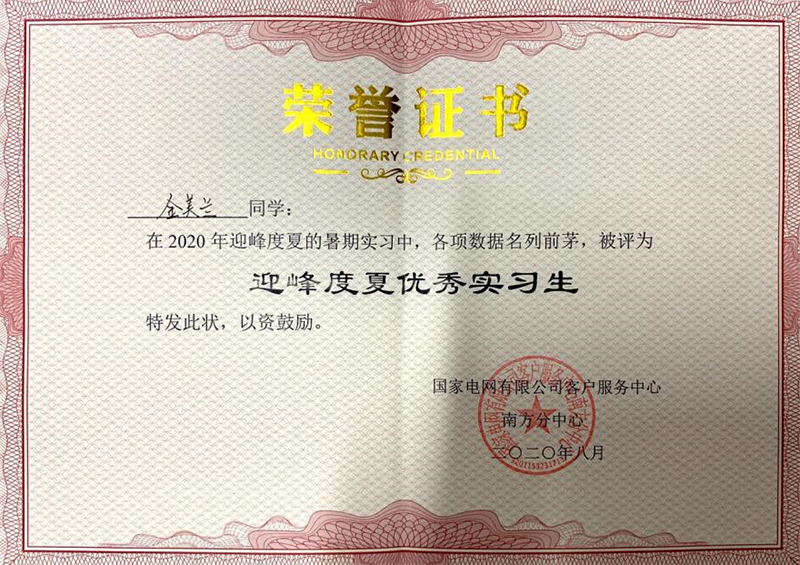 荣誉证书
HONORARY CREDENTIAL
金美兰 同学：
在 2020 年迎峰度夏的暑期实习中，各项数据名列前茅，被评为
迎峰度夏优秀实习生
特发此状，以资鼓励。
国家电网有限公司客户服务中心
南方分中心
二〇二〇年八月